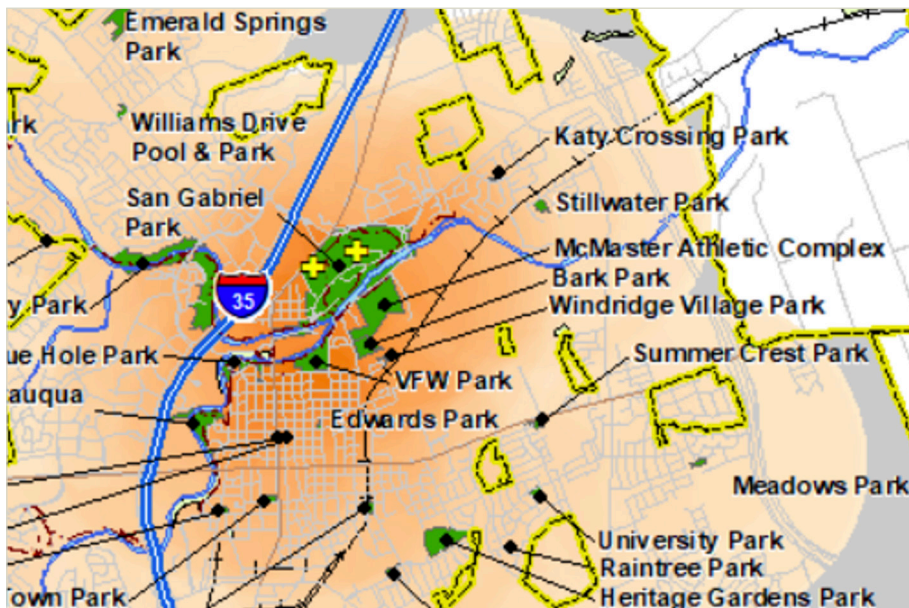 Emerald Springs
Park
ark
Williams Drive
Pool & Park
Katy Crossing Park
San Gabriel
Park
Stillwater Park
McMaster Athletic Complex
Bark Park
35
y Park
Windridge Village Park
ue Hole Park
Summer Crest Park
VFW Park
auqua
Edwards Park
Meadows Park
University Park
Raintree Park
Town Park
Heritage Gardens Park